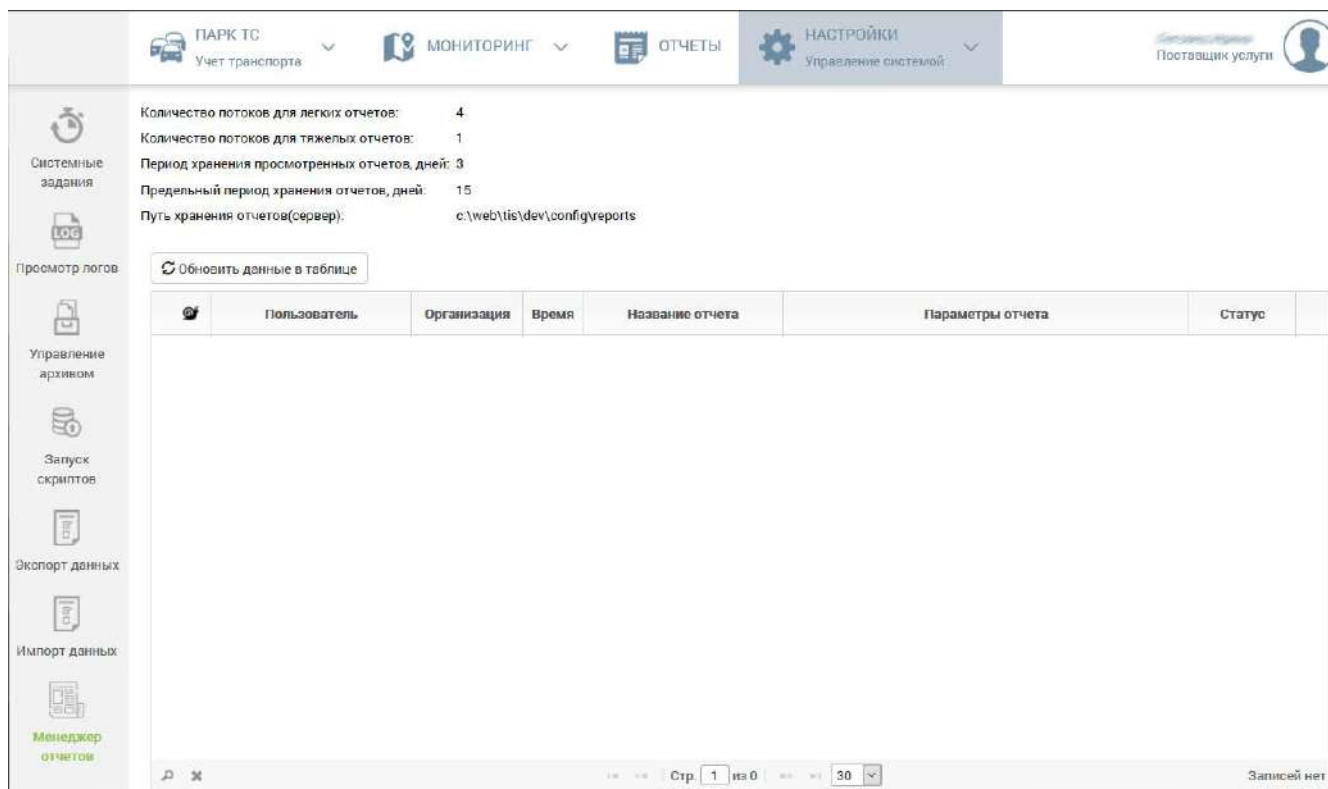 ПАРК ТС
Учет транспорта
МОНИТОРИНГ
ОТЧЕТЫ
НАСТРОЙКИ
Управление системой
Поставщик услуги
Системные
задания
LOG
Просмотр логов
Управление
архивом
Запуск
скриптов
Экспорт данных
Импорт данных
Менеджер
отчетов
Количество потоков для легких отчетов: 4
Количество потоков для тяжелых отчетов: 1
Период хранения просмотренных отчетов, дней: 3
Предельный период хранения отчетов, дней: 15
Путь хранения отчетов(сервер): c:\web\tis\dev\config\reports
Обновить данные в таблице
Пользователь Организация Время Название отчета Параметры отчета Статус
Стр. 1 из 0 30 Записей нет